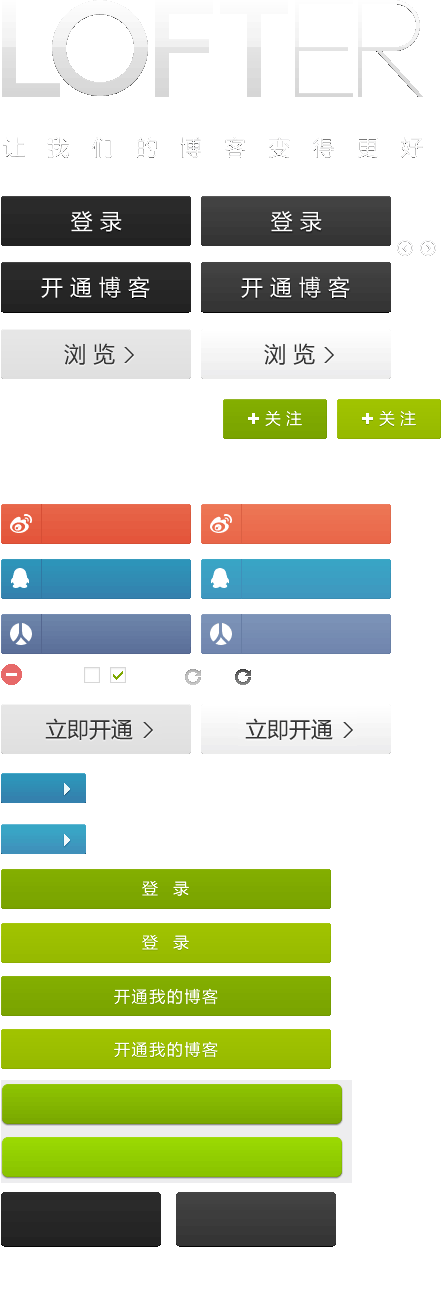 LOFTER
让我们的博客变得更好
登录 登录
开通博客 开通博客
浏览 > 浏览 >
+ 关注 + 关注
立即开通 > 立即开通 >
登 录
登 录
开通我的博客
开通我的博客